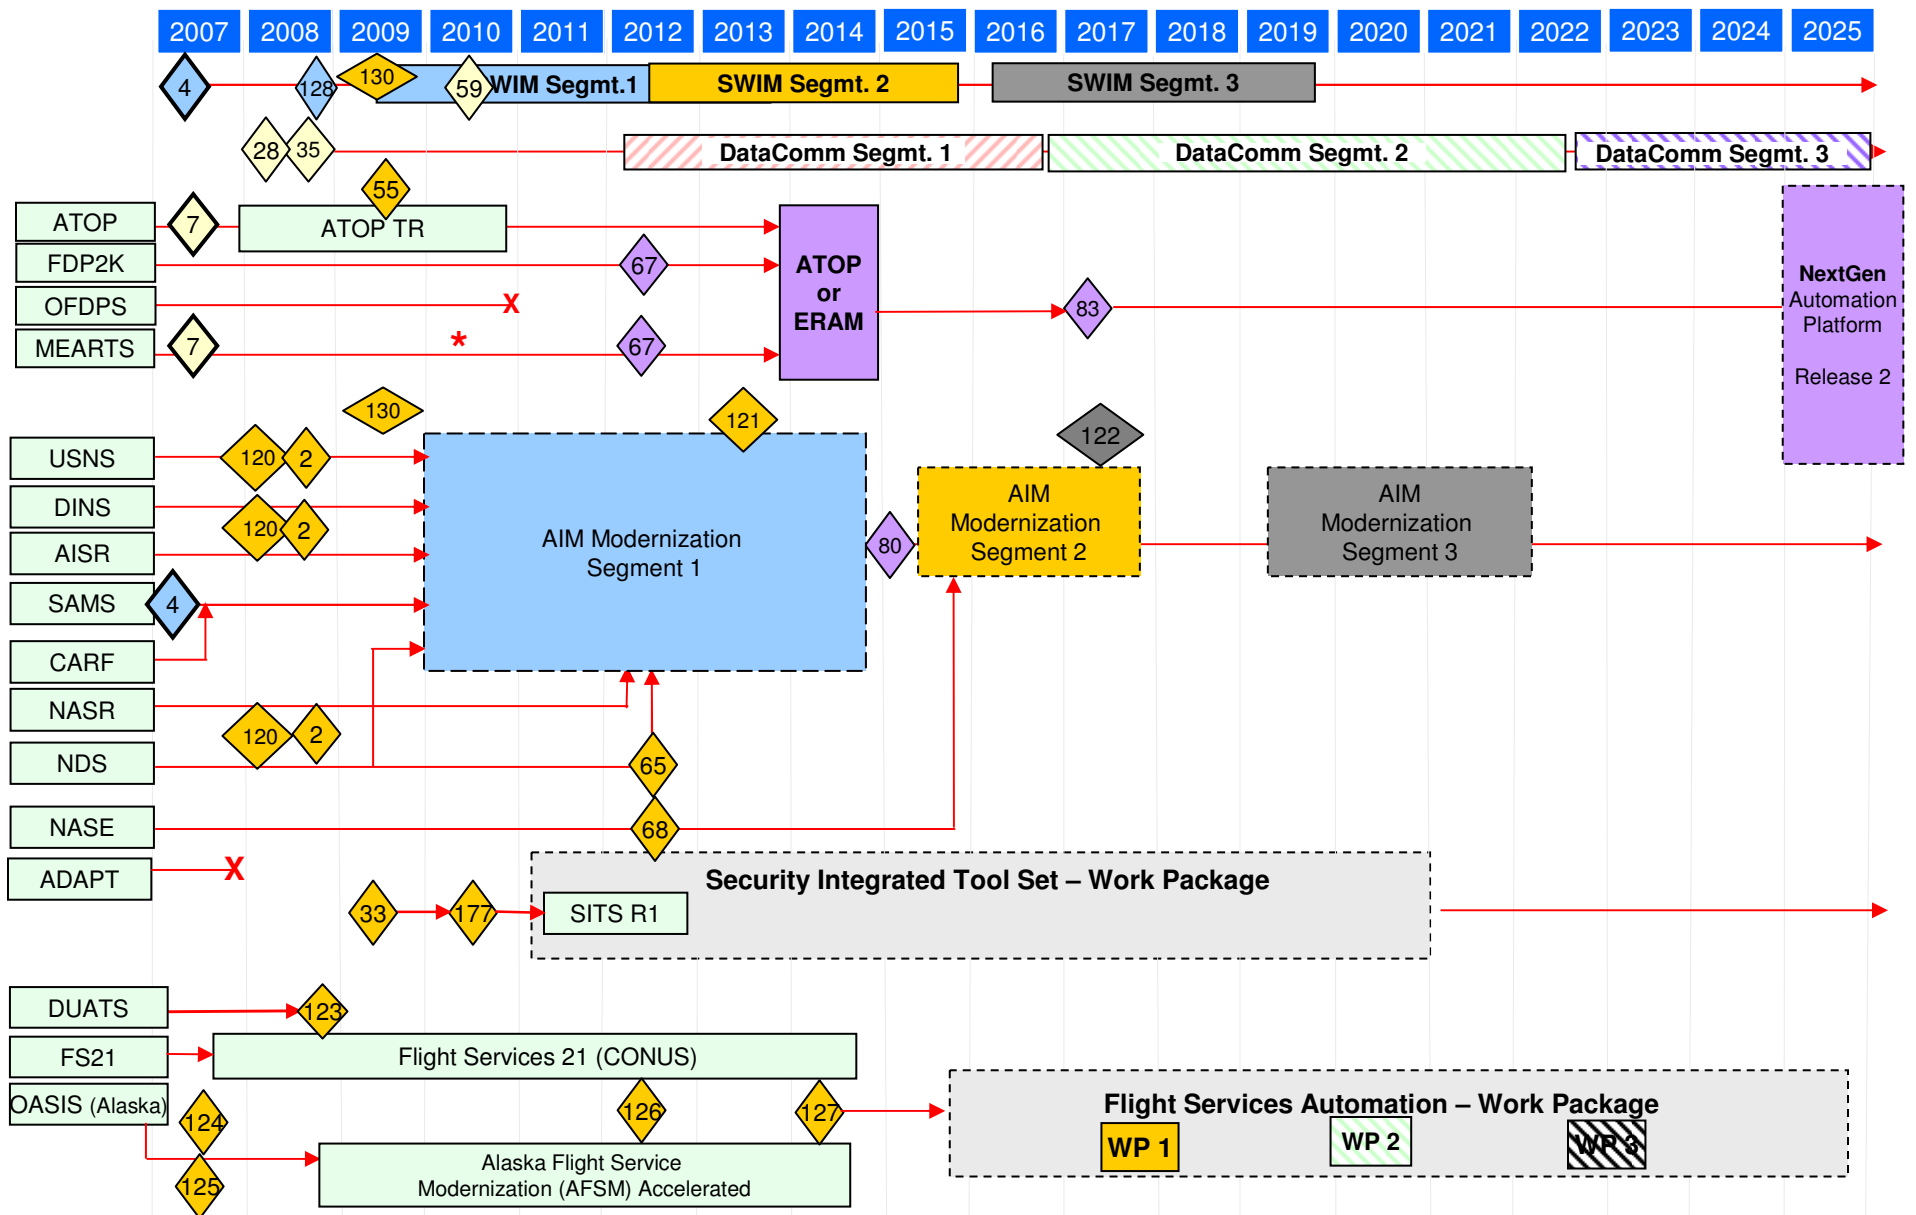 2007 2008 2009 2010 2011 2012 2013 2014 2015 2016 2017 2018 2019 2020 2021 2022 2023 2024 2025
4 128 130 59 WIM Segmt.1 SWIM Segmt. 2 SWIM Segmt. 3
28 35 DataComm Segmt. 1 DataComm Segmt. 2 DataComm Segmt. 3
55
ATOP 7 ATOP TR
FDP2K 67
ATOP
or
ERAM
OFDPS X 83
MEARTS 7 * 67
NextGen
Automation
Platform
Release 2
130 121 122
USNS 120 2
DINS
AISR 120 2
SAMS 4
CARF
NASR
NDS 120 2 65
NASE 68
ADAPT X
AIM Modernization
Segment 1
80
AIM
Modernization
Segment 2
AIM
Modernization
Segment 3
Security Integrated Tool Set – Work Package
33 177 SITS R1
DUATS 123
FS21 Flight Services 21 (CONUS)
OASIS (Alaska) 124 126 127
125
Alaska Flight Service
Modernization (AFSM) Accelerated
Flight Services Automation – Work Package
WP 1 WP 2 WP 3